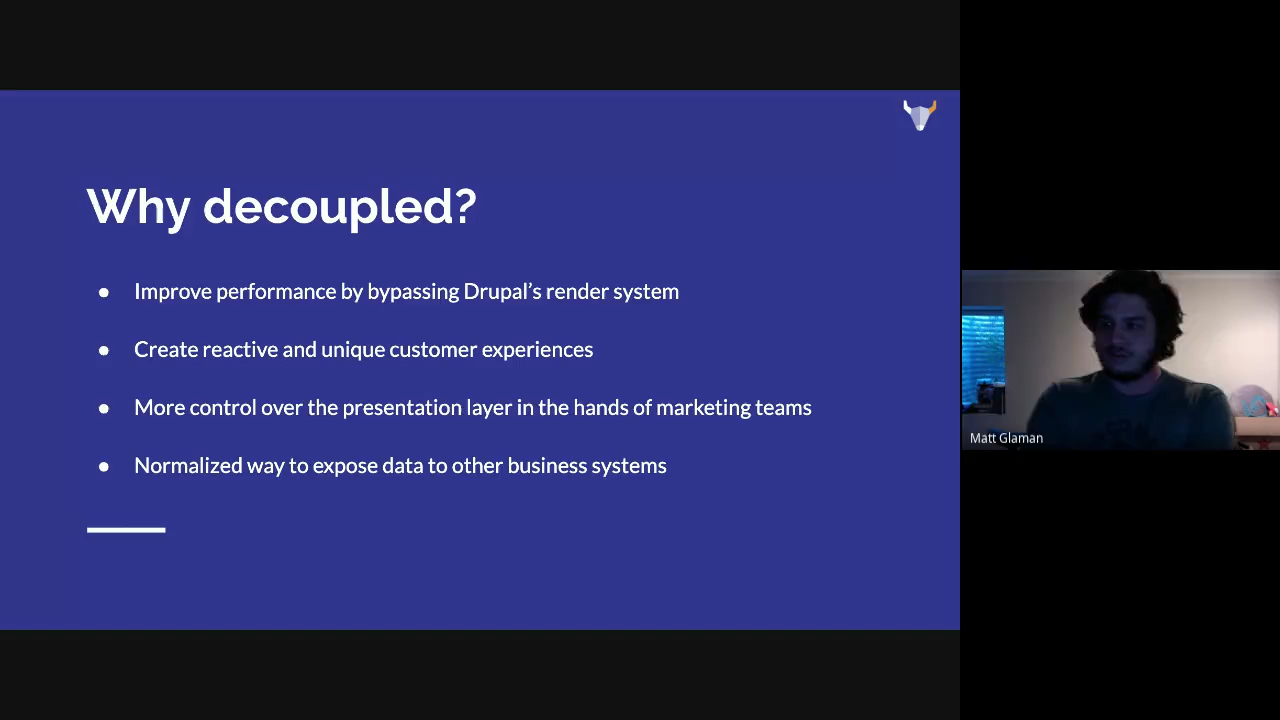 Why decoupled?
● Improve performance by bypassing Drupal’s render system
● Create reactive and unique customer experiences
● More control over the presentation layer in the hands of marketing teams
● Normalized way to expose data to other business systems
Matt Glaman